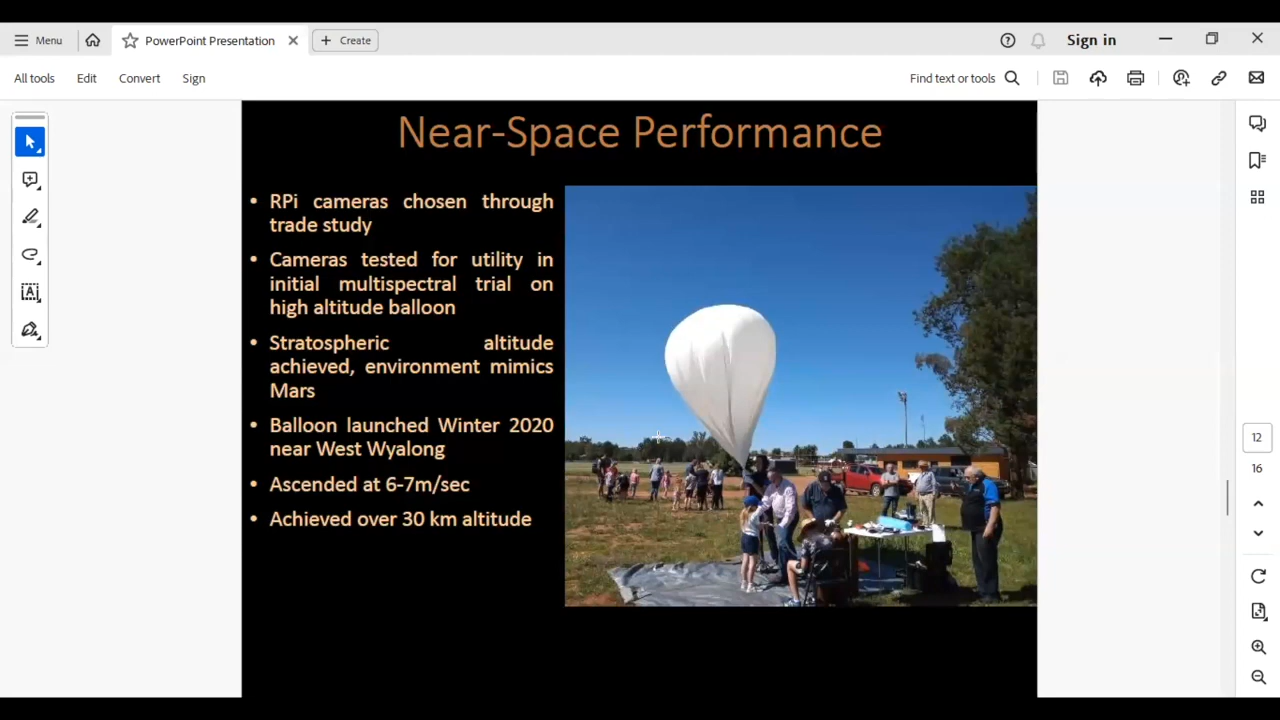 Menu
PowerPoint Presentation
Create
Sign in
All tools
Edit
Convert
Sign
Find text or tools
Near-Space Performance
• RPi cameras chosen through
trade study
• Cameras tested for utility in
initial multispectral trial on
high altitude balloon
• Stratospheric altitude
achieved, environment mimics
Mars
• Balloon launched Winter 2020
near West Wyalong
• Ascended at 6-7m/sec
• Achieved over 30 km altitude
12
16